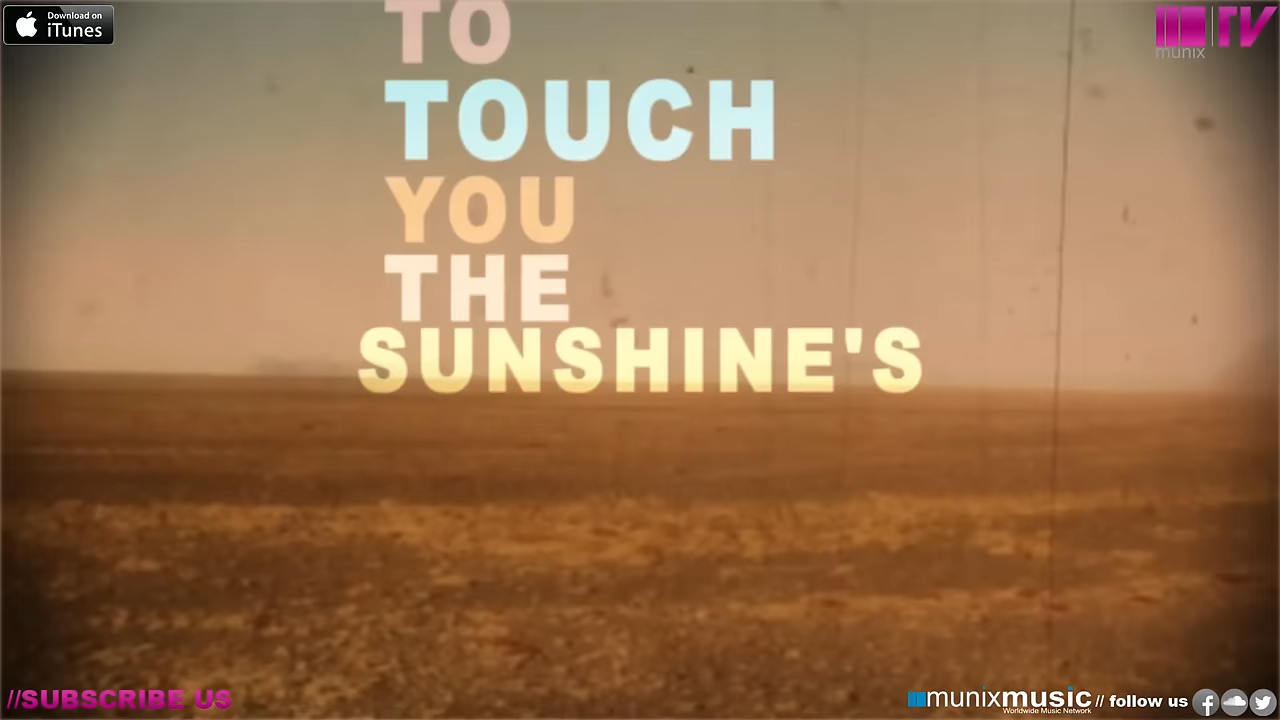 Download on
iTunes
TO
TOUCH
YOU
THE
SUNSHINE'S
TV
munix
//SUBSCRIBE US
munixmusic // follow us
Worldwide Music Network